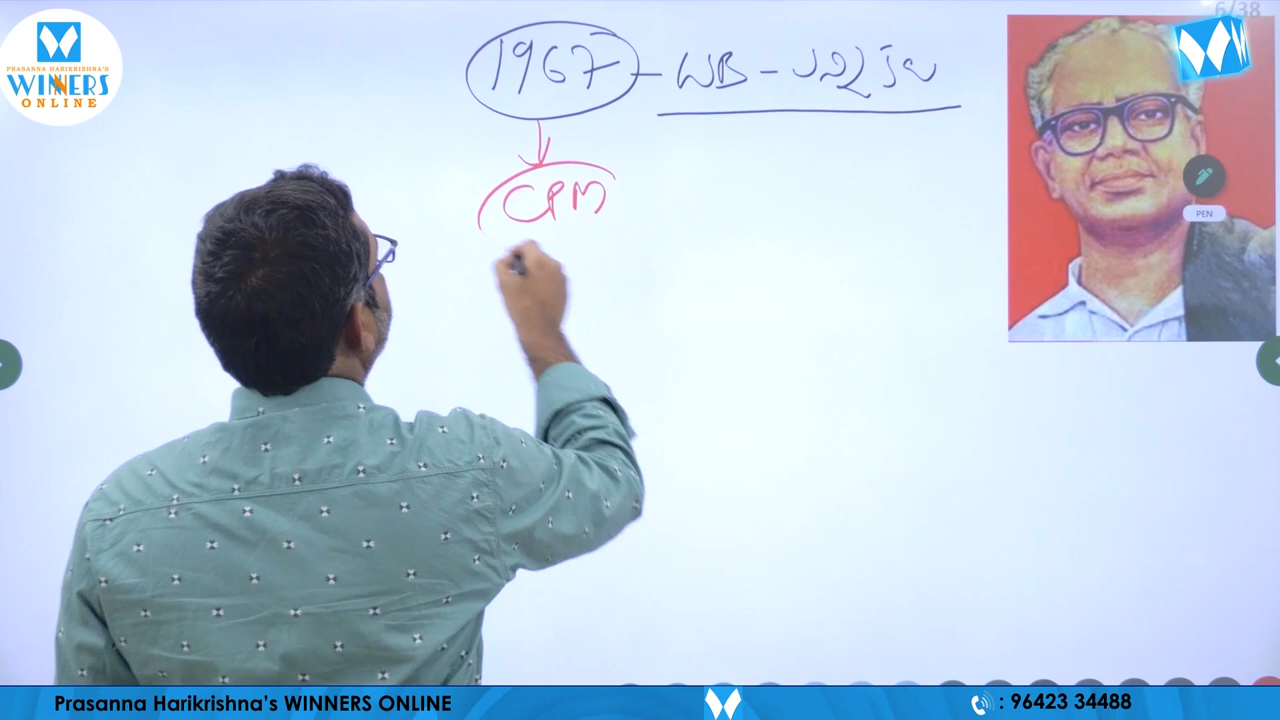 6/38
PRASANNA HARIKRISHNA'S
WINNERS
ONLINE
1967 - WB -
CPM
PEN
Prasanna Harikrishna's WINNERS ONLINE
: 96423 34488